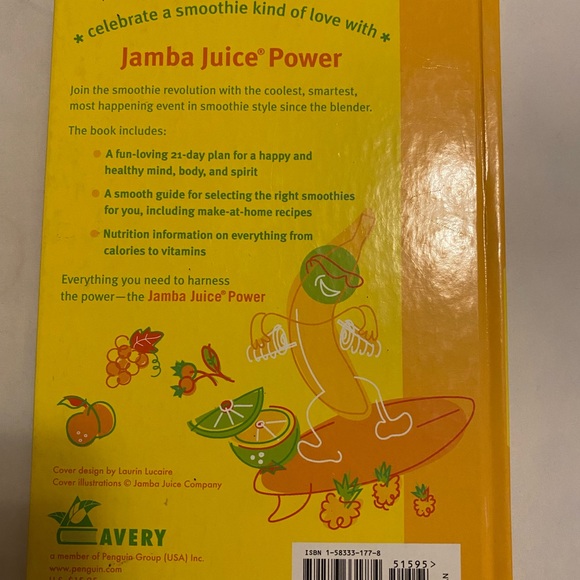 * celebrate a smoothie kind of love with *
Jamba Juice® Power
Join the smoothie revolution with the coolest, smartest,
most happening event in smoothie style since the blender.
The book includes:
• A fun-loving 21-day plan for a happy and
healthy mind, body, and spirit
• A smooth guide for selecting the right smoothies
for you, including make-at-home recipes
• Nutrition information on everything from
calories to vitamins
Everything you need to harness
the power—the Jamba Juice® Power
Cover design by Laurin Lucaire
Cover illustrations © Jamba Juice Company
AVERY
a member of Penguin Group (USA) Inc.
www.penguin.com
ISBN 1-58333-177-8
51595>